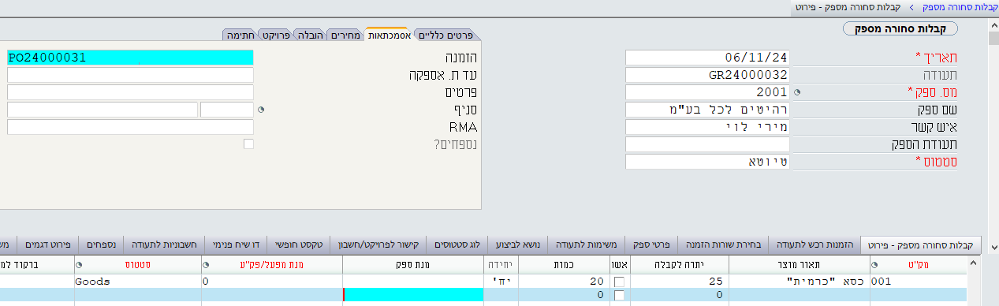 קבלות סחורה מספק > קבלות סחורה מספק - פירוט
קבלות סחורה מספק
פרטים כלליים אסמכתאות מחירים הובלה פרויקט חתימה
תאריך * 06/11/24
תעודה GR24000032
מס. ספק * 2001
שם ספק רהיטים לכל בע"מ
איש קשר מירי לוי
תעודת הספק
סטטוס * טיוטא
הזמנה PO24000031
עד ת. אספקה
פרטים
סניף
RMA
נספחים?
קבלות סחורה מספק - פירוט הזמנות רכש לתעודה בחירת שורות הזמנה פרטי ספק משימות לתעודה נושא לביצוע לוג סטטוסים קישור לפרויקט/חשבון טקסט חופשי דו שיח פנימי חשבוניות לתעודה נספחים פירוט דגמים מש
מק"ט תאור מוצר יתרה לקבלה אשו כמות יחידה מנת ספק מנת מפעל/פק"ע סטטוס ברקוד למ
001 כסא "כרמית" 25 20 יח' 0 Goods
0 0